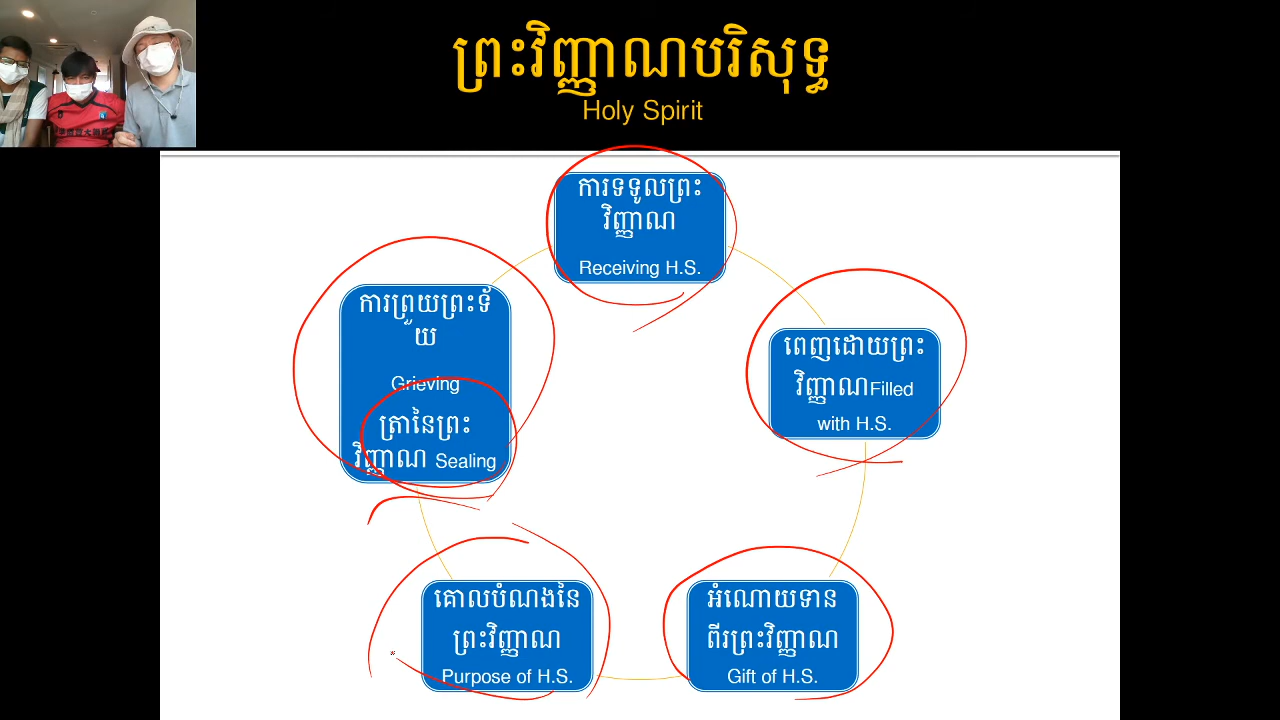 ព្រះវិញ្ញាណបរិសុទ្ធ
Holy Spirit
ការទទូលព្រះ
វិញ្ញាណ
Receiving H.S.
ពេញដោយព្រះ
វិញ្ញាណFilled
with H.S.
អំណោយទាន
ពីរព្រះវិញ្ញាណ
Gift of H.S.
គោលបំណងនៃ
ព្រះវិញ្ញាណ
Purpose of H.S.
ការព្រួយព្រះទ័
យ
Grieving
ត្រានៃព្រះ
វិញ្ញាណ Sealing